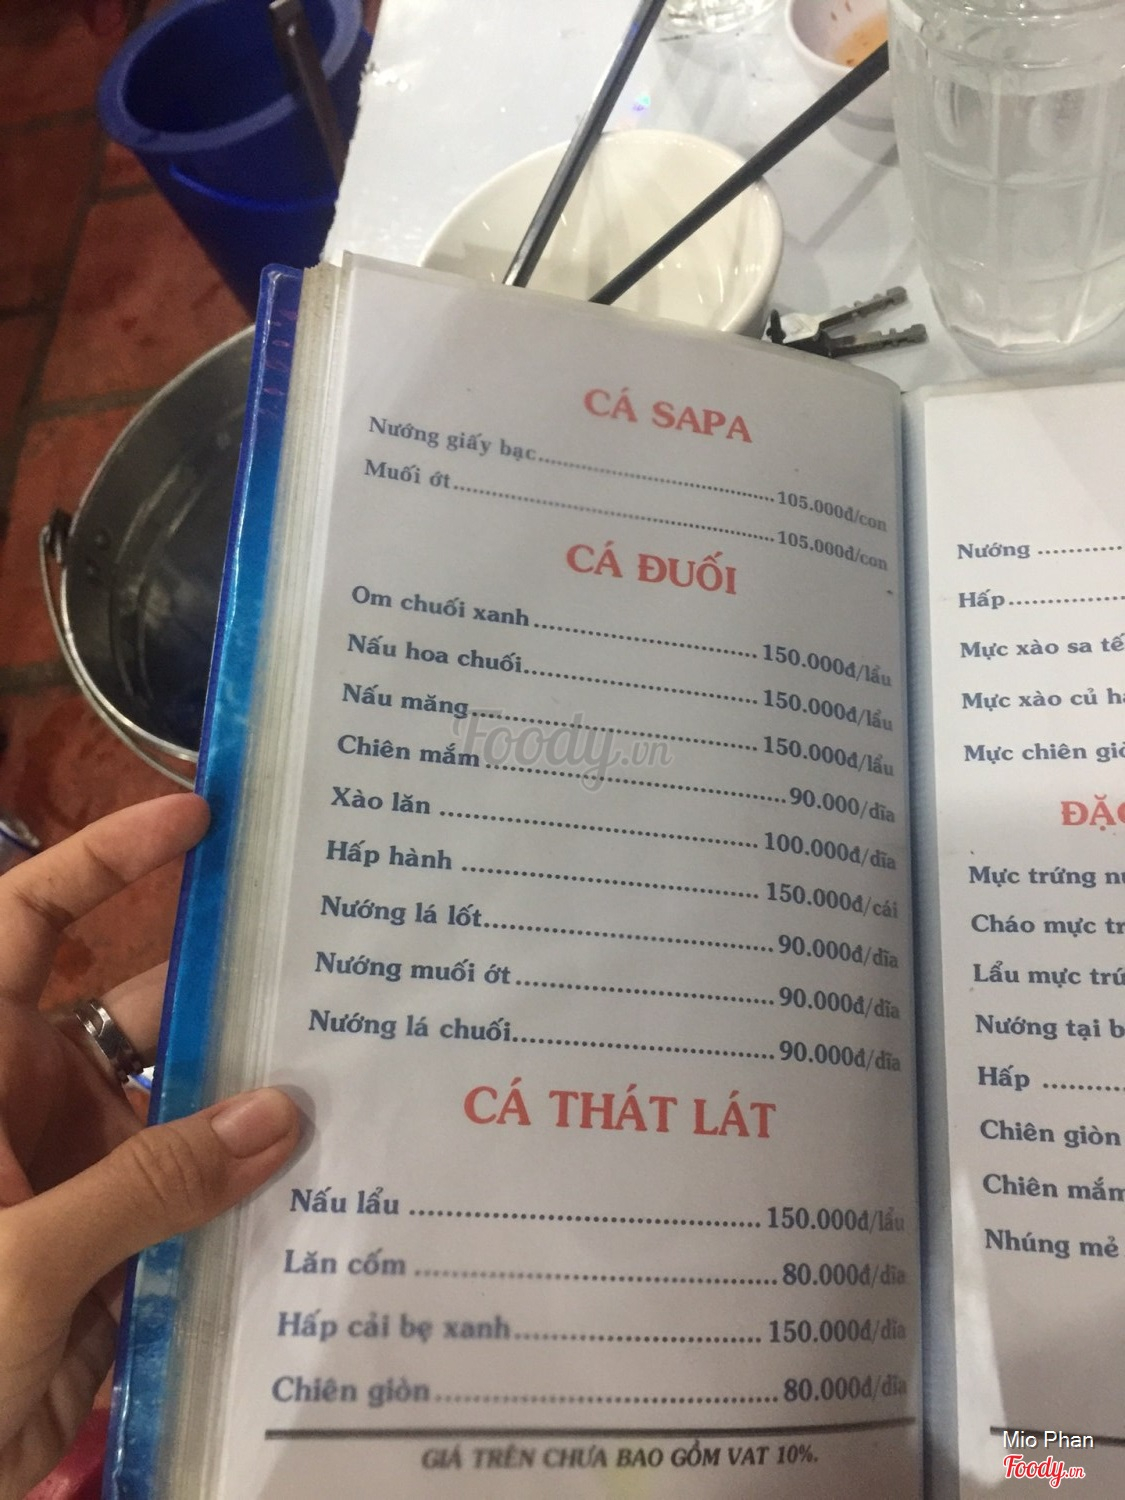 CÁ SAPA
Nướng giấy bạc 105.000đ/con
Muối ớt 105.000đ/con
CÁ ĐUỐI
Om chuối xanh 150.000đ/lẩu
Nấu hoa chuối 150.000đ/lẩu
Nấu măng 150.000đ/lẩu
Chiên mắm 90.000/dĩa
Xào lăn 100.000đ/dĩa
Hấp hành 150.000đ/cái
Nướng lá lốt 90.000đ/dĩa
Nướng muối ớt 90.000đ/dĩa
Nướng lá chuối 90.000đ/dĩa
CÁ THÁT LÁT
Nấu lẩu 150.000đ/lẩu
Lăn cốm 80.000đ/dĩa
Hấp cải bẹ xanh 150.000đ/dĩa
Chiên giòn 80.000đ/dĩa
GIÁ TRÊN CHƯA BAO GỒM VAT 10%.
Nướng
Hấp
Mực xào sa tế
Mực xào củ
Mực chiên
Mực trứng
Cháo mực
Lẩu mực
Nướng tại
Hấp
Chiên giòn
Chiên mắm
Nhúng mẻ
Foody.vn
Mio Phan
Foody.vn